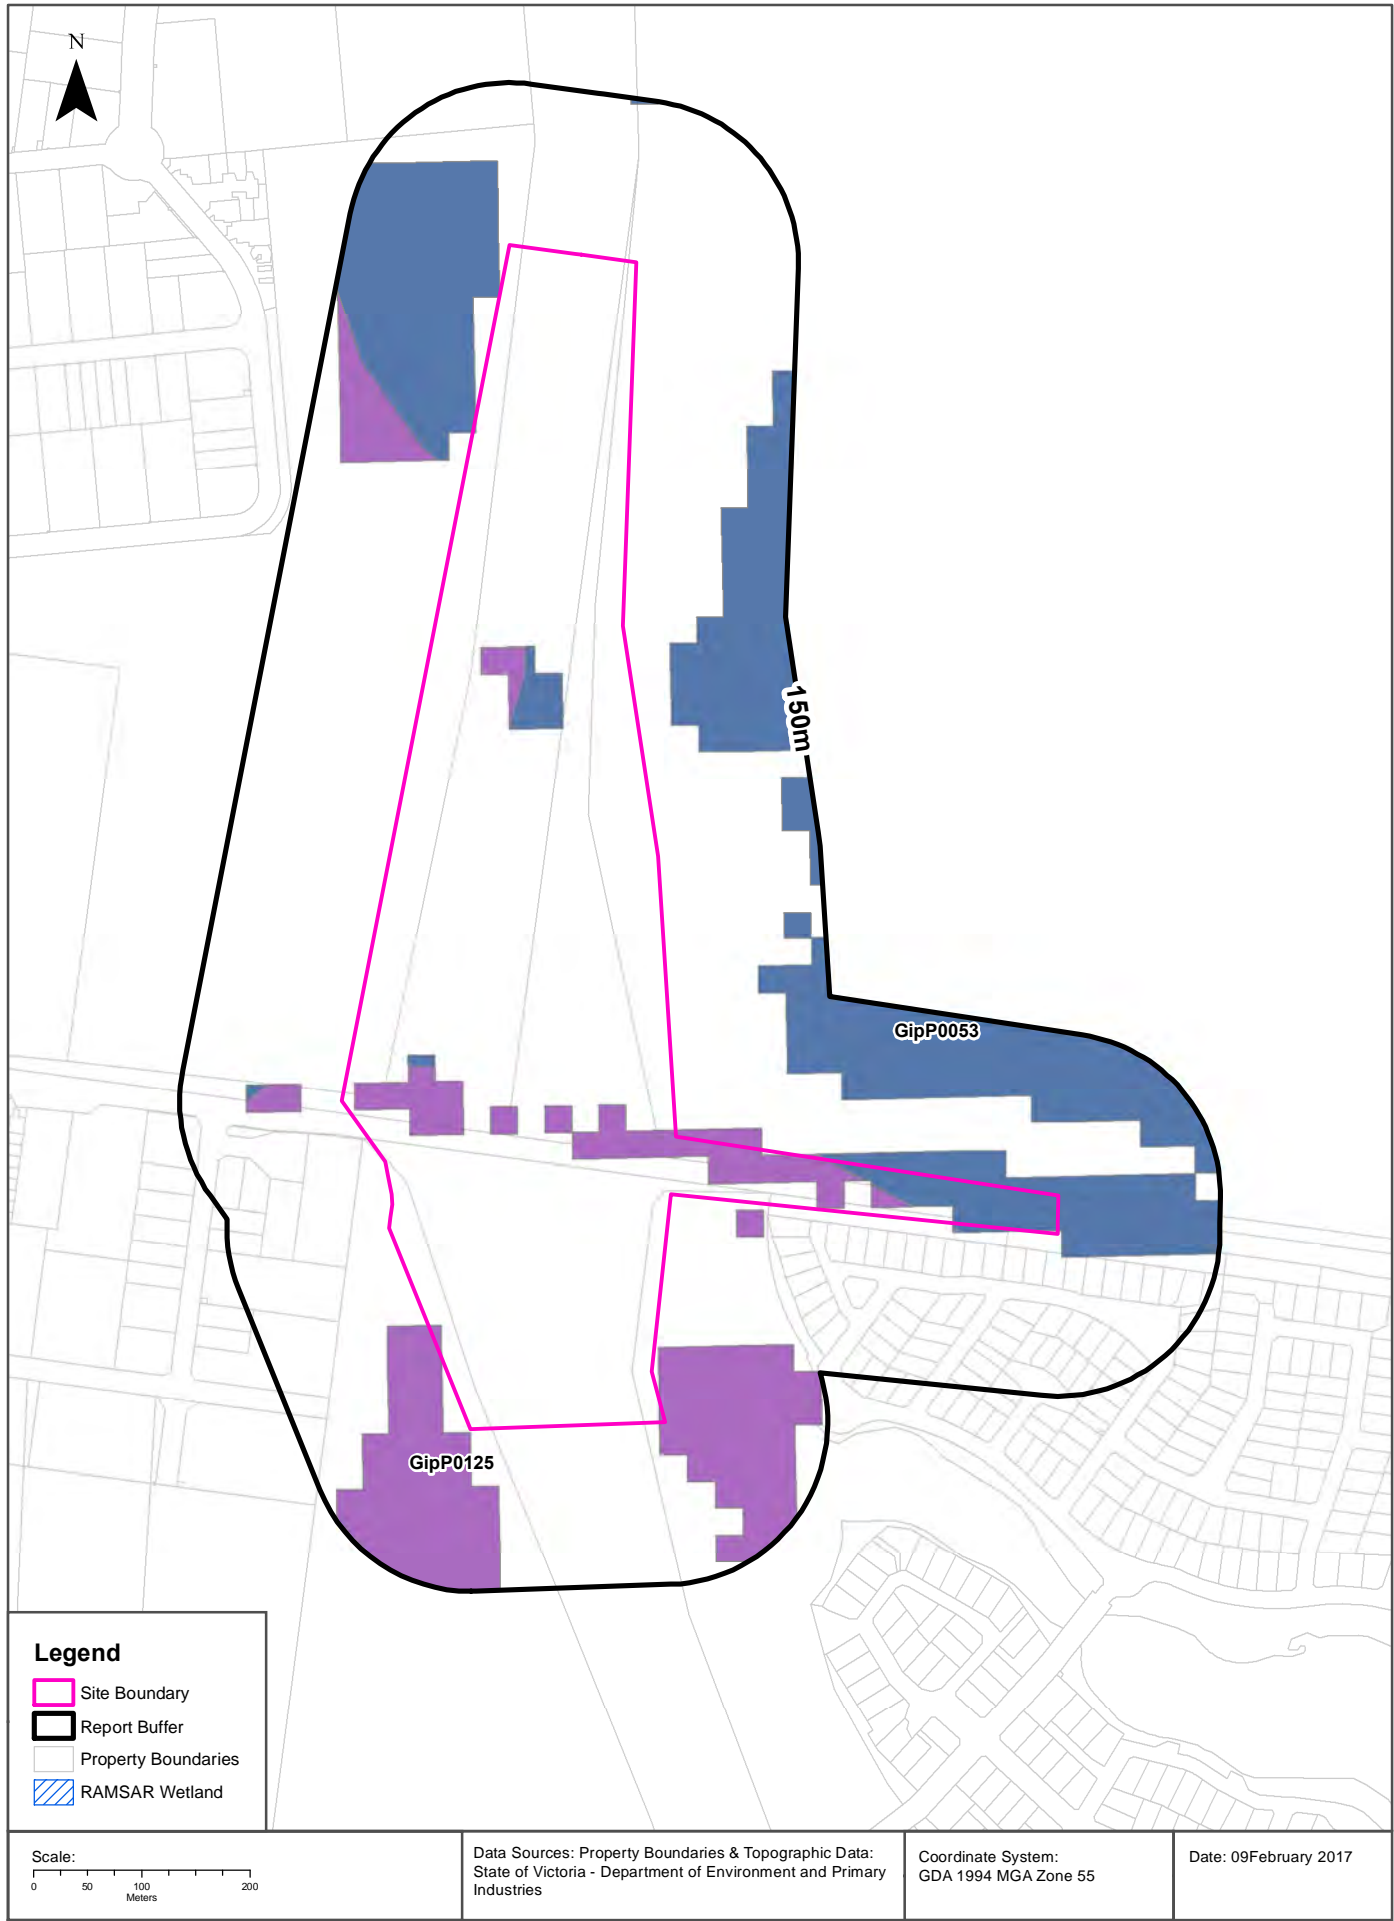 N
150m
GipP0053
GipP0125
Legend
Site Boundary
Report Buffer
Property Boundaries
RAMSAR Wetland
Scale:
0 50 100 200
Meters
Data Sources: Property Boundaries & Topographic Data:
State of Victoria - Department of Environment and Primary
Industries
Coordinate System:
GDA 1994 MGA Zone 55
Date: 09February 2017